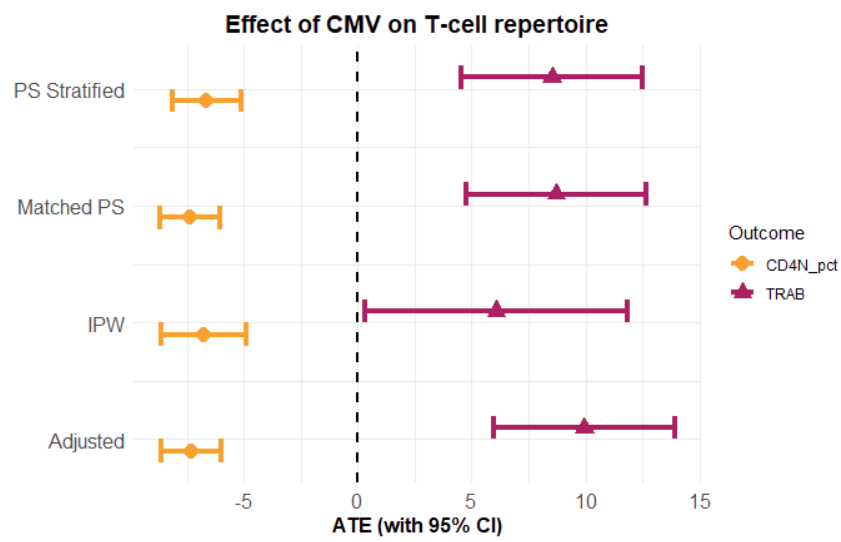 Effect of CMV on T-cell repertoire
PS Stratified
Matched PS
IPW
Adjusted
-5 0 5 10 15
ATE (with 95% CI)
Outcome
CD4N_pct
TRAB